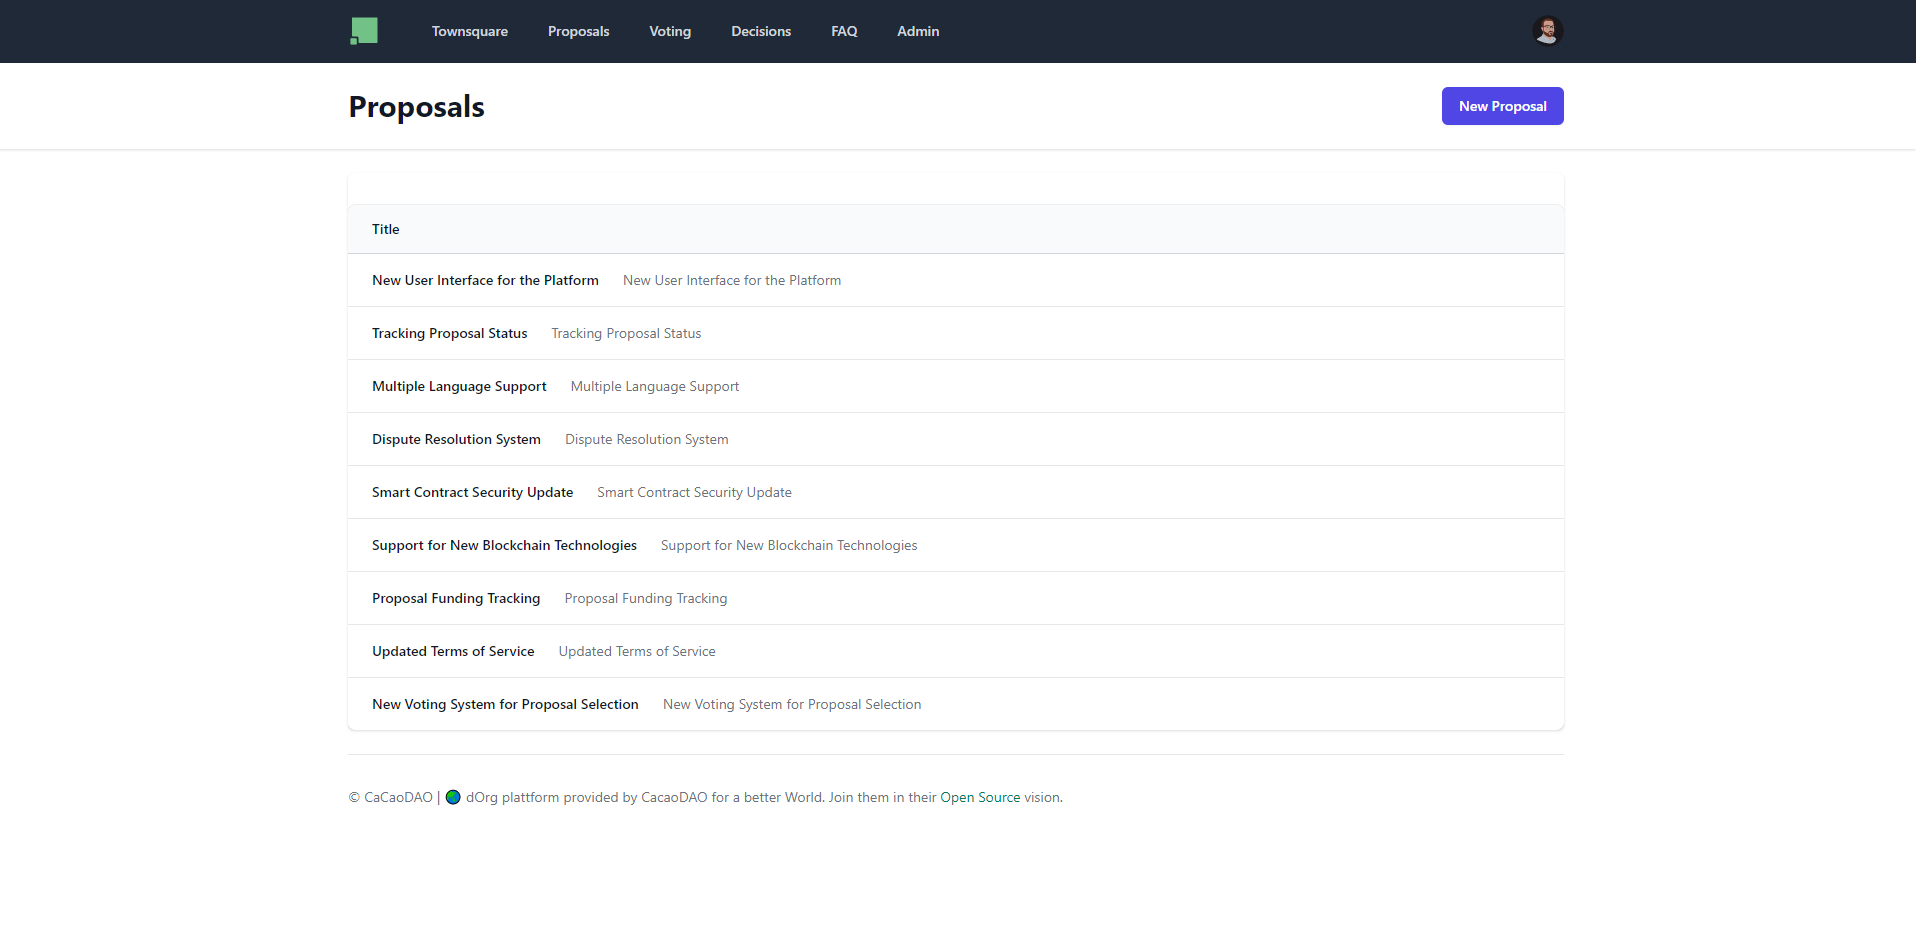 Townsquare Proposals Voting Decisions FAQ Admin
Proposals New Proposal
Title
New User Interface for the Platform New User Interface for the Platform
Tracking Proposal Status Tracking Proposal Status
Multiple Language Support Multiple Language Support
Dispute Resolution System Dispute Resolution System
Smart Contract Security Update Smart Contract Security Update
Support for New Blockchain Technologies Support for New Blockchain Technologies
Proposal Funding Tracking Proposal Funding Tracking
Updated Terms of Service Updated Terms of Service
New Voting System for Proposal Selection New Voting System for Proposal Selection
© CaCaoDAO | dOrg plattform provided by CacaoDAO for a better World. Join them in their Open Source vision.